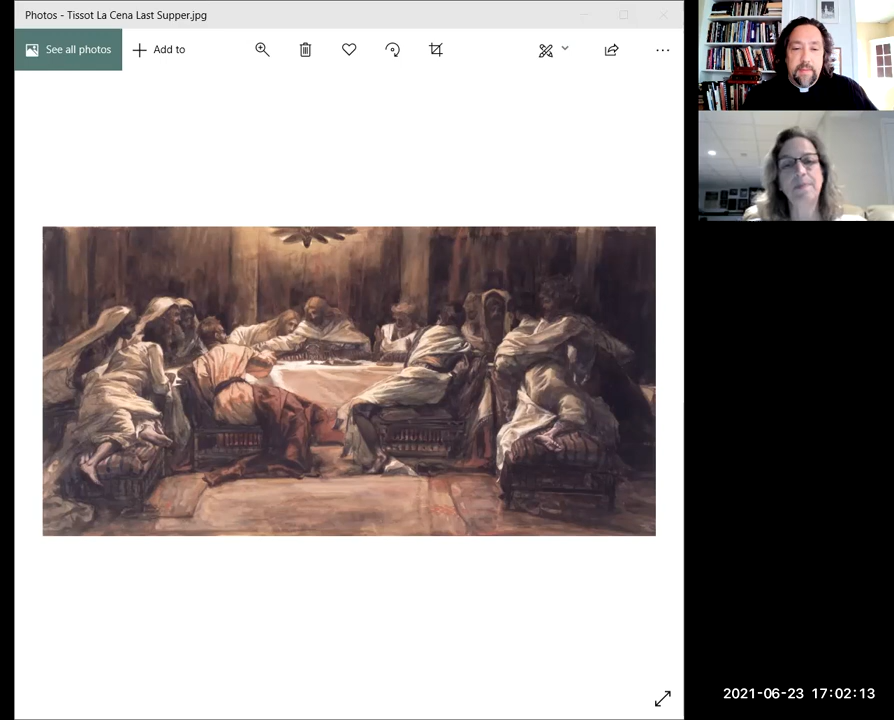 Photos - Tissot La Cena Last Supper.jpg
See all photos
Add to
2021-06-23 17:02:13